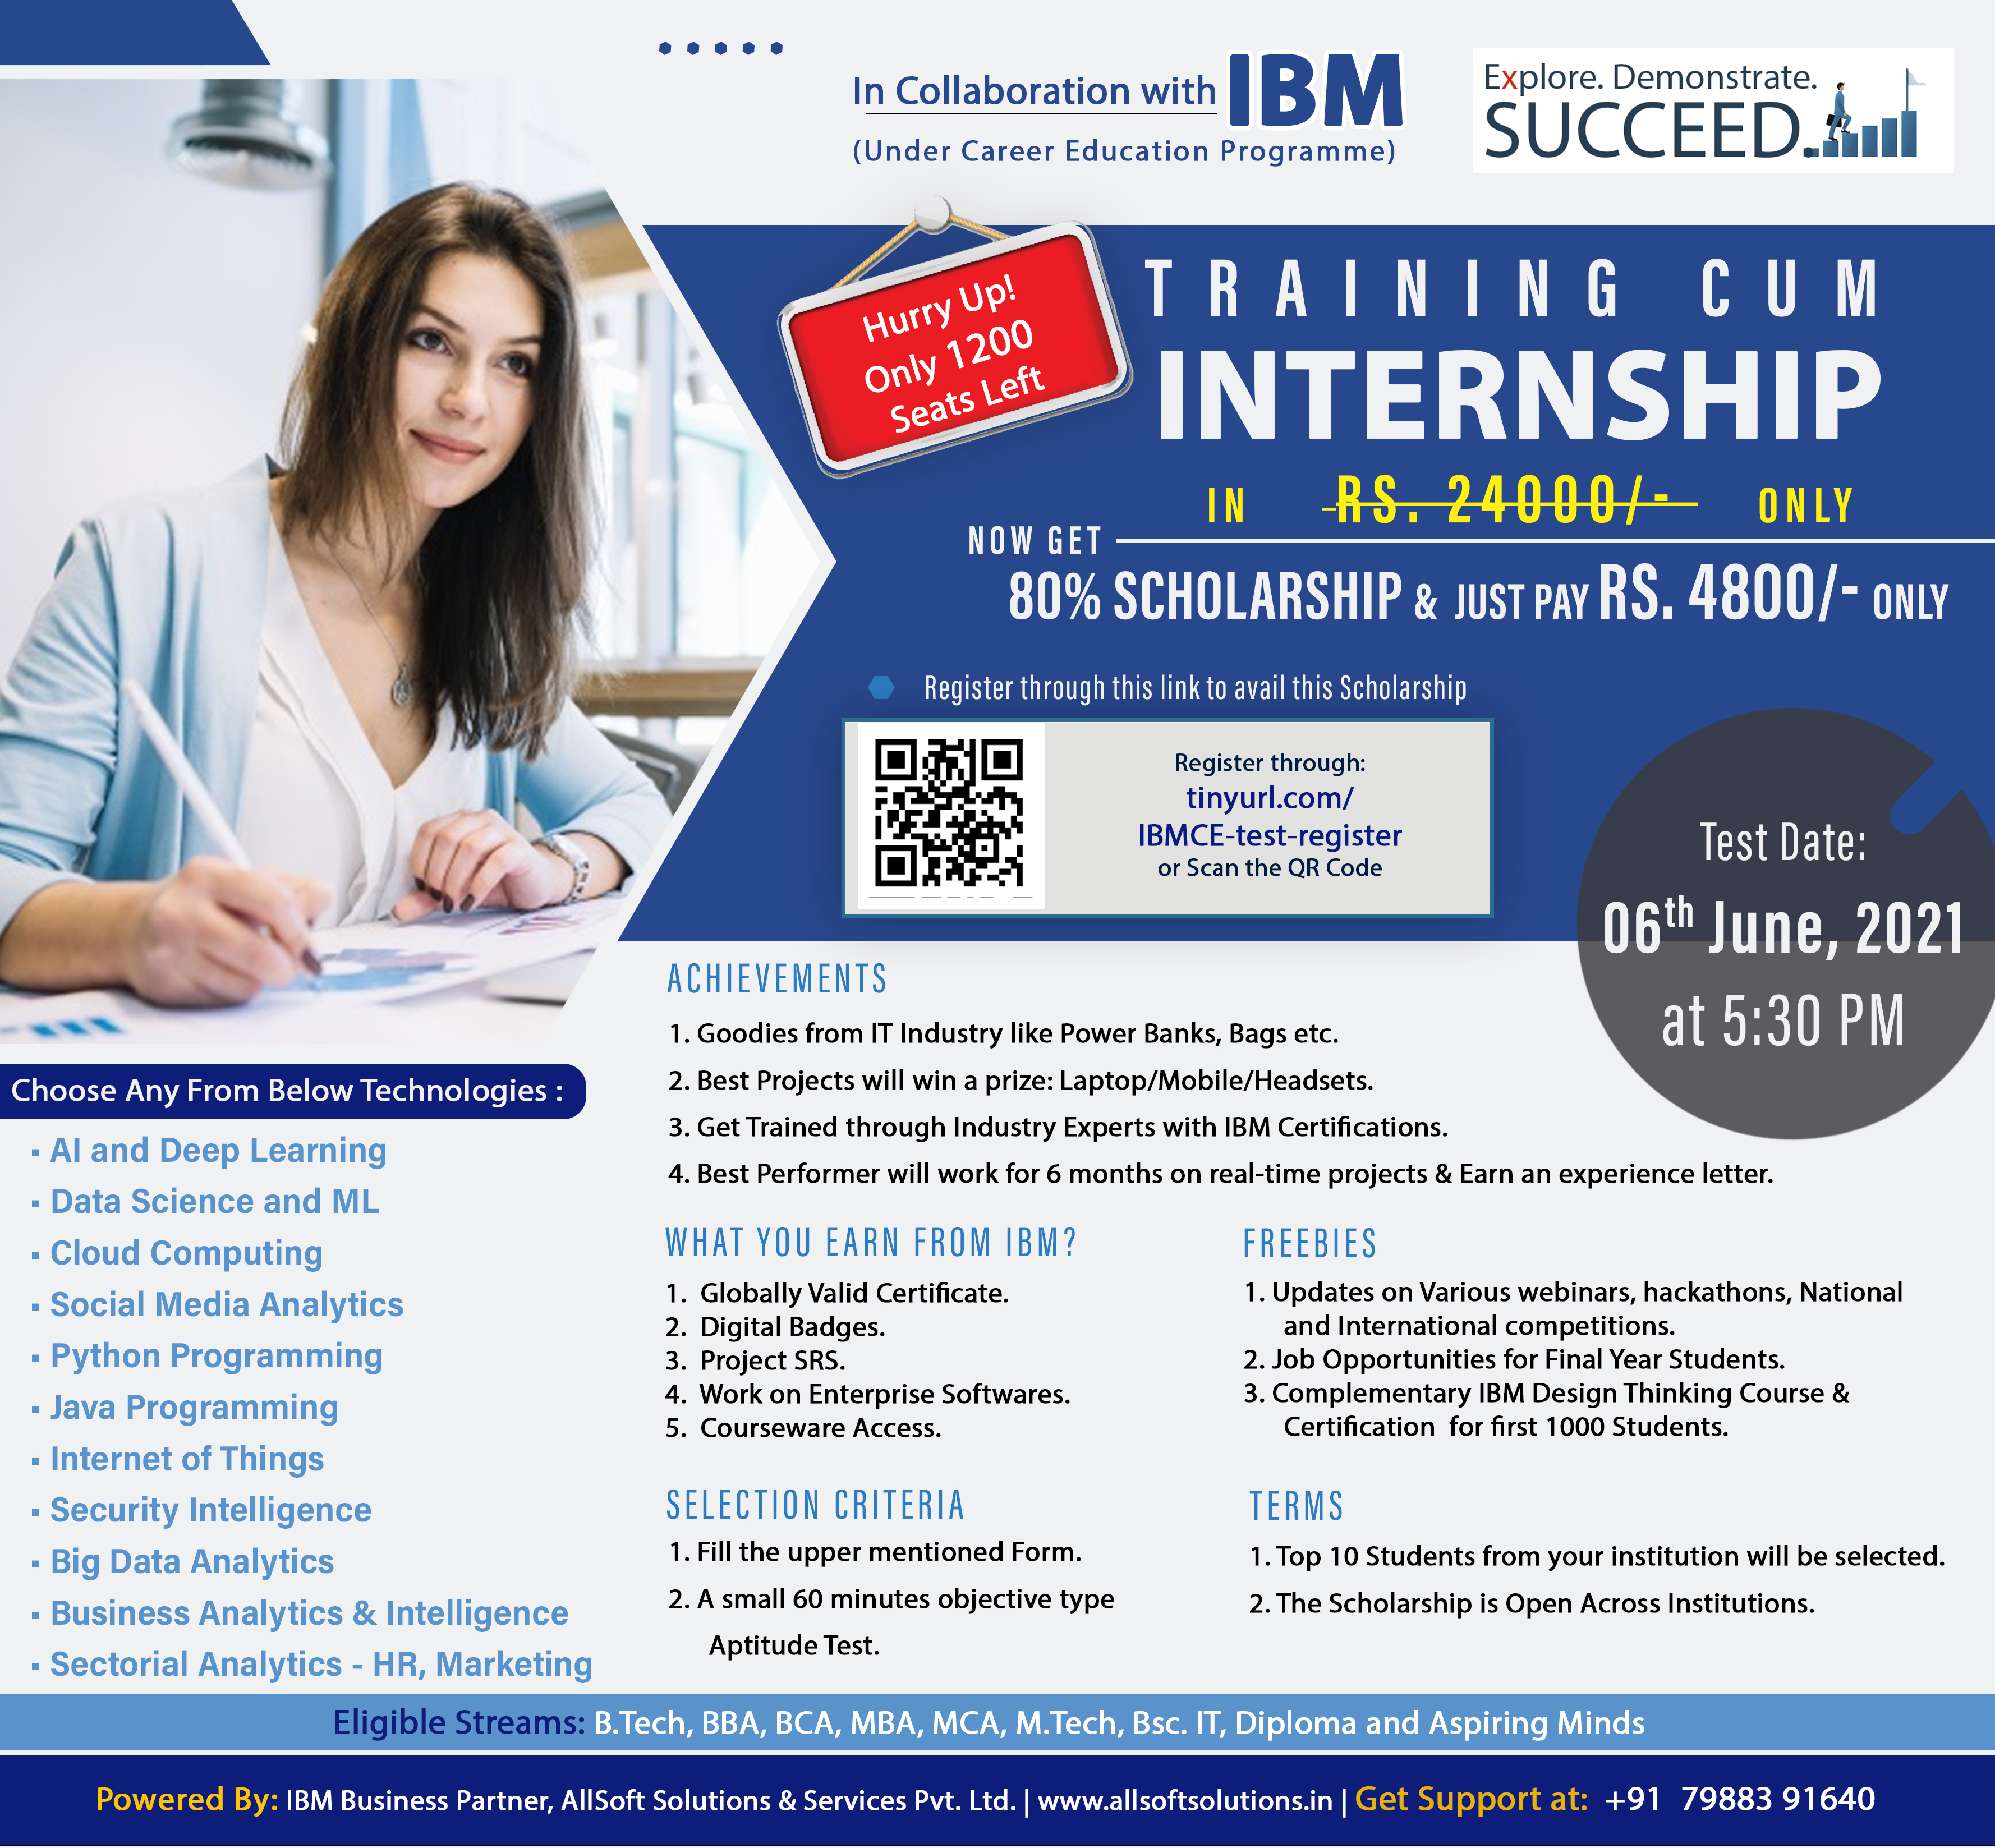 In Collaboration with IBM
(Under Career Education Programme)
Explore. Demonstrate.
SUCCEED.
Hurry Up!
Only 1200
Seats Left
TRAINING CUM
INTERNSHIP
IN RS. 24000/- ONLY
NOW GET
80% SCHOLARSHIP & JUST PAY RS. 4800/- ONLY
Register through this link to avail this Scholarship
Register through:
tinyurl.com/
IBMCE-test-register
or Scan the QR Code
Test Date:
06th June, 2021
at 5:30 PM
ACHIEVEMENTS
1. Goodies from IT Industry like Power Banks, Bags etc.
2. Best Projects will win a prize: Laptop/Mobile/Headsets.
3. Get Trained through Industry Experts with IBM Certifications.
4. Best Performer will work for 6 months on real-time projects & Earn an experience letter.
Choose Any From Below Technologies :
▪ AI and Deep Learning
▪ Data Science and ML
▪ Cloud Computing
▪ Social Media Analytics
▪ Python Programming
▪ Java Programming
▪ Internet of Things
▪ Security Intelligence
▪ Big Data Analytics
▪ Business Analytics & Intelligence
▪ Sectorial Analytics - HR, Marketing
WHAT YOU EARN FROM IBM?
1. Globally Valid Certificate.
2. Digital Badges.
3. Project SRS.
4. Work on Enterprise Softwares.
5. Courseware Access.
FREEBIES
1. Updates on Various webinars, hackathons, National
and International competitions.
2. Job Opportunities for Final Year Students.
3. Complementary IBM Design Thinking Course &
Certification for first 1000 Students.
SELECTION CRITERIA
1. Fill the upper mentioned Form.
2. A small 60 minutes objective type
Aptitude Test.
TERMS
1. Top 10 Students from your institution will be selected.
2. The Scholarship is Open Across Institutions.
Eligible Streams: B.Tech, BBA, BCA, MBA, MCA, M.Tech, Bsc. IT, Diploma and Aspiring Minds
Powered By: IBM Business Partner, AllSoft Solutions & Services Pvt. Ltd. | www.allsoftsolutions.in | Get Support at: +91 79883 91640